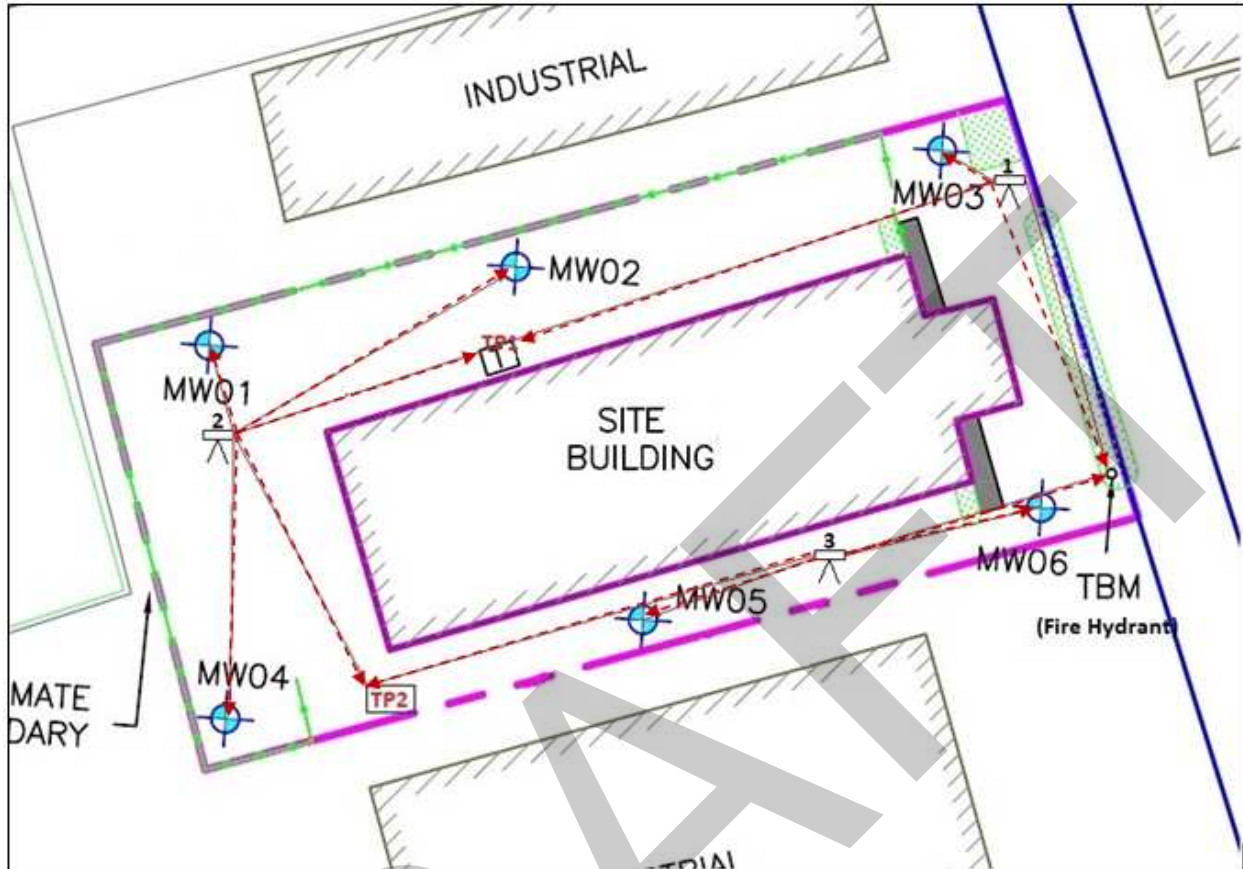 INDUSTRIAL
1
MW03
MW02
TP1
MW01
2
SITE
BUILDING
3
MW05
MW06
TBM
(Fire Hydrant)
MW04
TP2
MATE
DARY
DRAFT